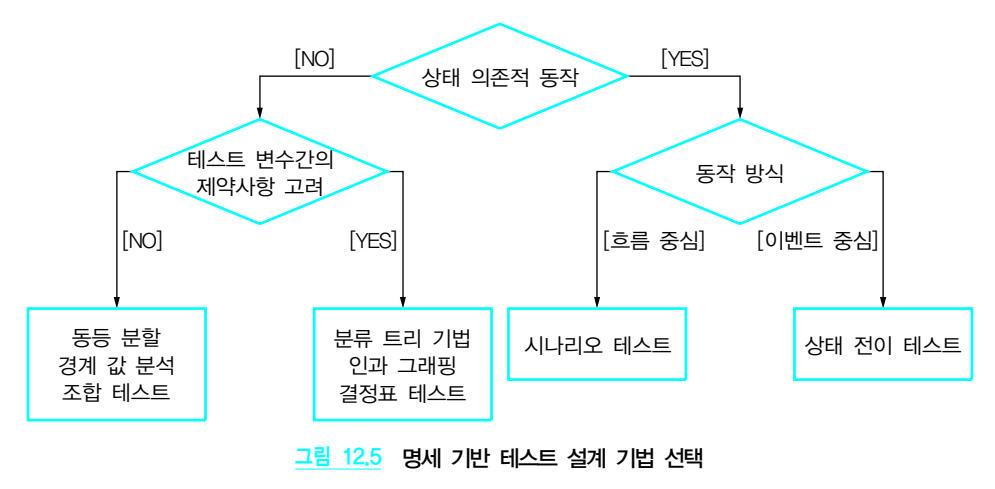 [NO]
[YES]
상태 의존적 동작
테스트 변수간의
제약사항 고려
동작 방식
[NO]
[YES]
[흐름 중심]
[이벤트 중심]
동등 분할
경계 값 분석
조합 테스트
분류 트리 기법
인과 그래핑
결정표 테스트
시나리오 테스트
상태 전이 테스트
그림 12.5 명세 기반 테스트 설계 기법 선택